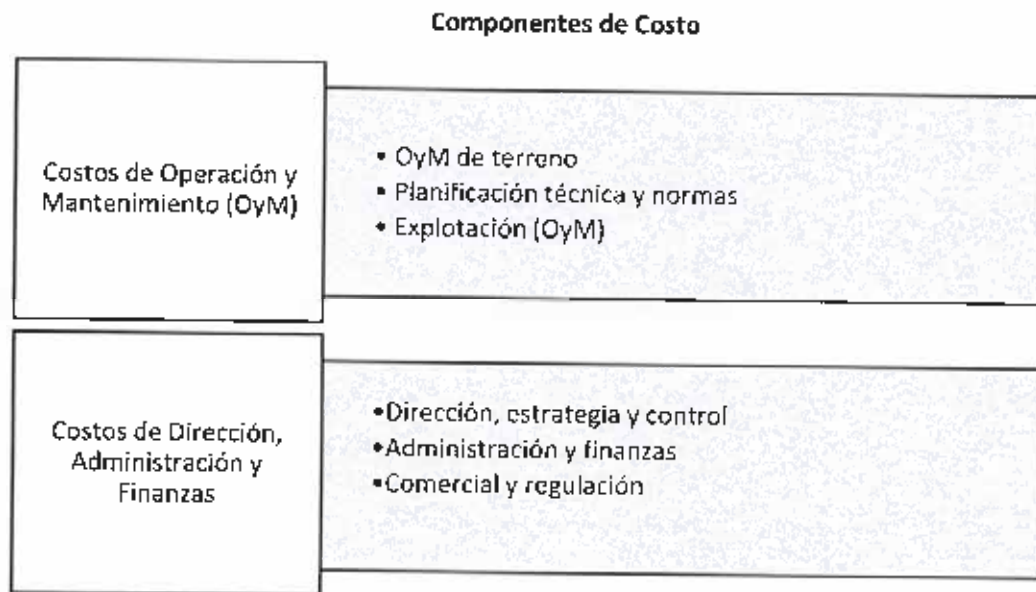 Componentes de Costo
Costos de Operación y
Mantenimiento (OyM)
• OyM de terreno
• Planificación técnica y normas
• Explotación (OyM)
Costos de Dirección,
Administración y
Finanzas
•Dirección, estrategia y control
•Administración y finanzas
•Comercial y regulación